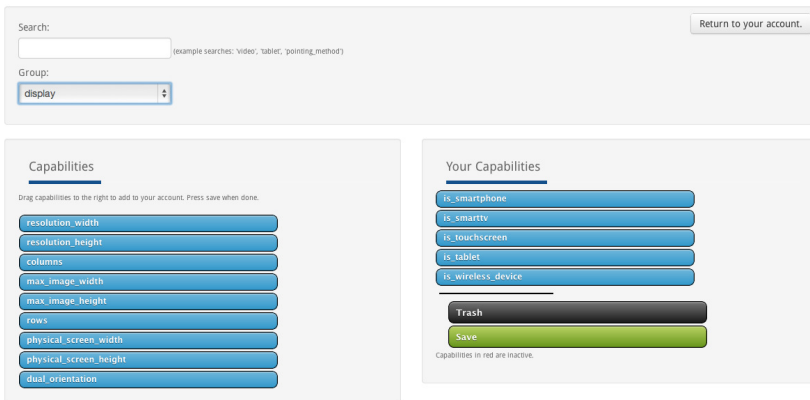 Search:
Return to your account.
(example searches: 'video', 'tablet', 'pointing_method')
Group:
display
Capabilities
Drag capabilities to the right to add to your account. Press save when done.
resolution_width
resolution_height
columns
max_image_width
max_image_height
rows
physical_screen_width
physical_screen_height
dual_orientation
Your Capabilities
is_smartphone
is_smarttv
is_touchscreen
is_tablet
is_wireless_device
Trash
Save
Capabilities in red are inactive.